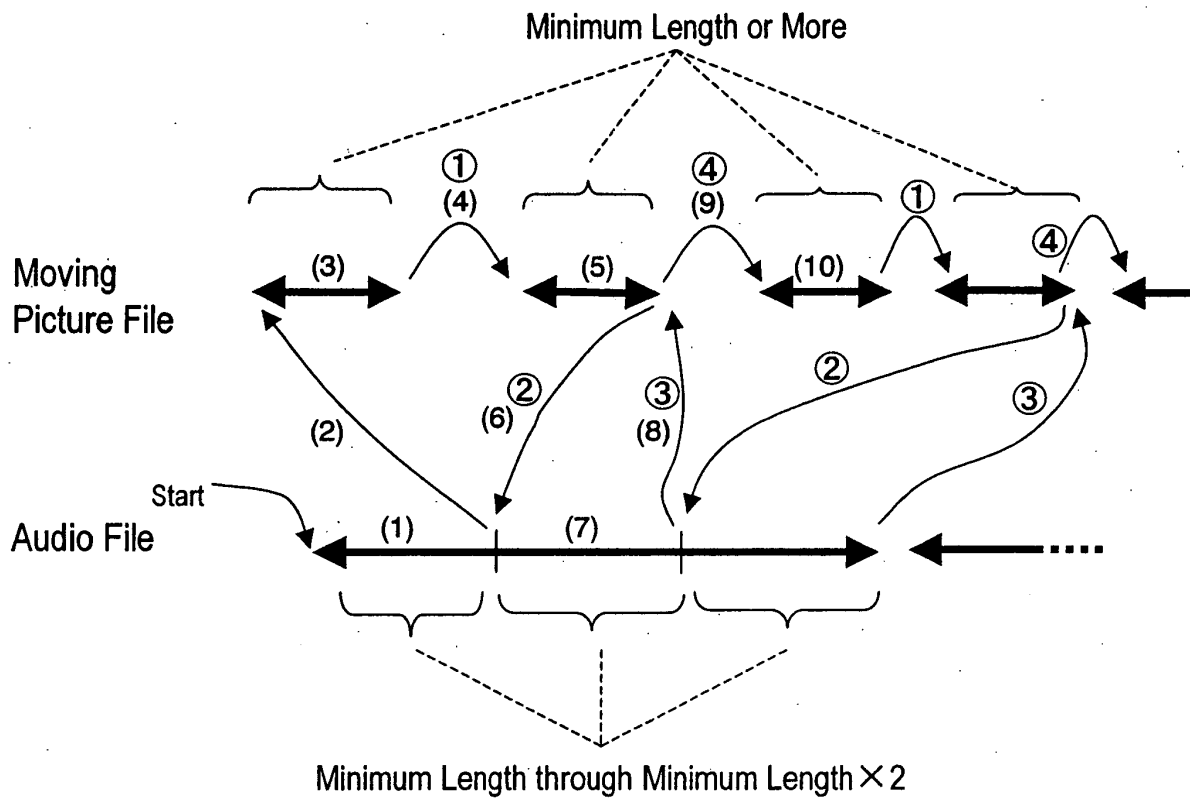 Minimum Length or More
① ④ ①
(4) (9) ④
Moving (3) (5) (10)
Picture File
② ③ ② ③
(2) (6) (8)
Start
Audio File (1) (7)
Minimum Length through Minimum Length×2